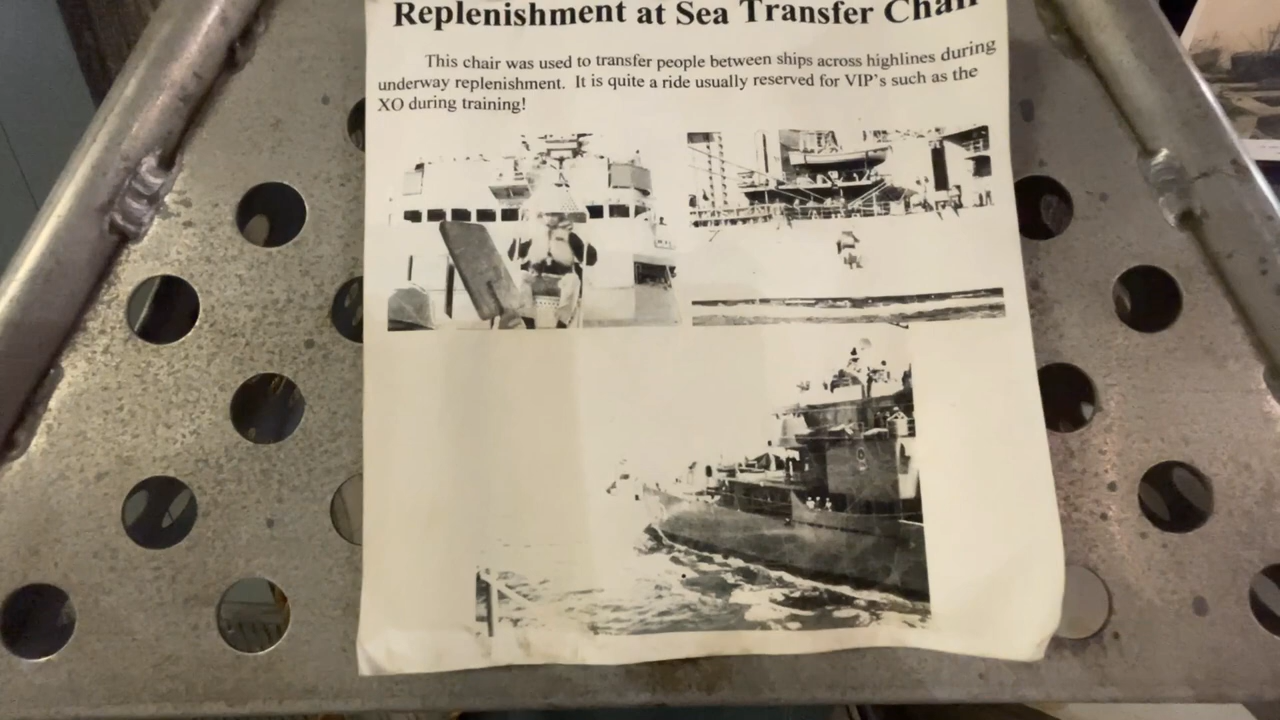 Replenishment at Sea Transfer Chair
This chair was used to transfer people between ships across highlines during
underway replenishment. It is quite a ride usually reserved for VIP's such as the
XO during training!